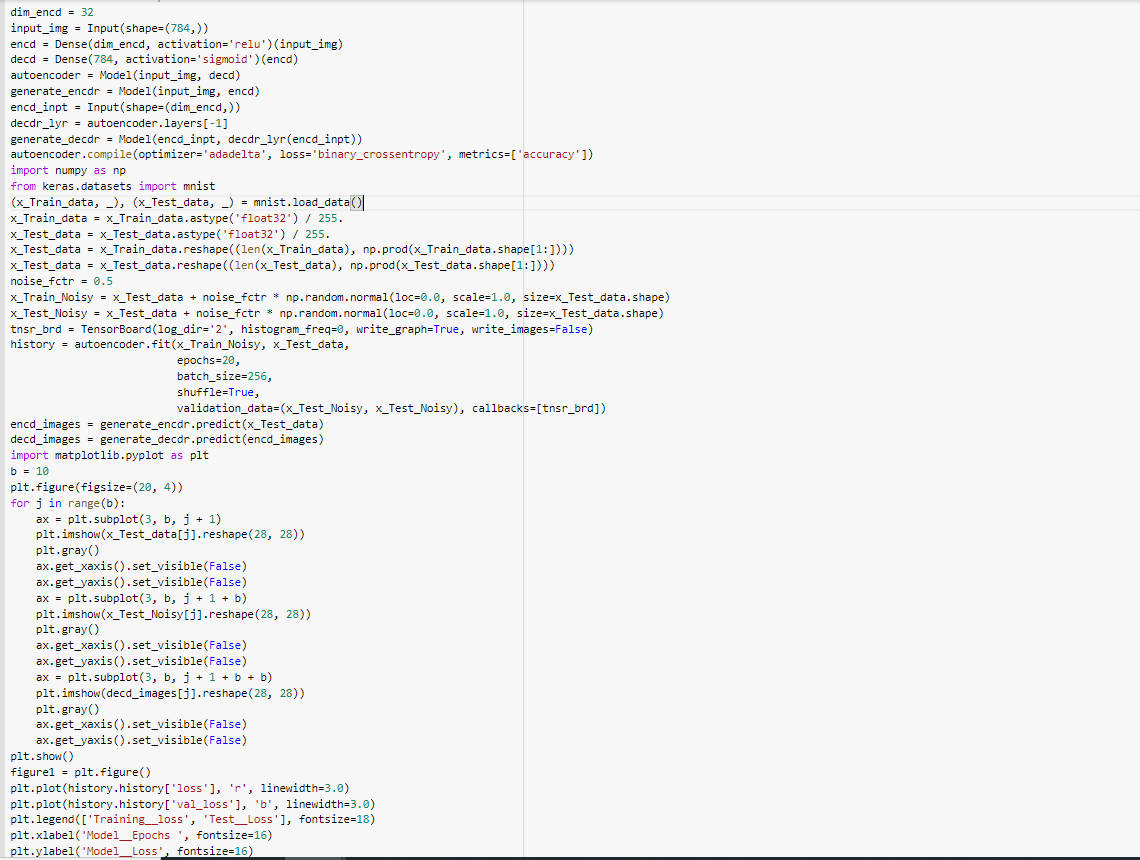 dim_encd = 32
input_img = Input(shape=(784,))
encd = Dense(dim_encd, activation='relu')(input_img)
decd = Dense(784, activation='sigmoid')(encd)
autoencoder = Model(input_img, decd)
generate_encdr = Model(input_img, encd)
encd_inpt = Input(shape=(dim_encd,))
decdr_lyr = autoencoder.layers[-1]
generate_decdr = Model(encd_inpt, decdr_lyr(encd_inpt))
autoencoder.compile(optimizer='adadelta', loss='binary_crossentropy', metrics=['accuracy'])
import numpy as np
from keras.datasets import mnist
(x_Train_data, _), (x_Test_data, _) = mnist.load_data()
x_Train_data = x_Train_data.astype('float32') / 255.
x_Test_data = x_Test_data.astype('float32') / 255.
x_Test_data = x_Train_data.reshape((len(x_Train_data), np.prod(x_Train_data.shape[1:])))
x_Test_data = x_Test_data.reshape((len(x_Test_data), np.prod(x_Test_data.shape[1:])))
noise_fctr = 0.5
x_Train_Noisy = x_Test_data + noise_fctr * np.random.normal(loc=0.0, scale=1.0, size=x_Test_data.shape)
x_Test_Noisy = x_Test_data + noise_fctr * np.random.normal(loc=0.0, scale=1.0, size=x_Test_data.shape)
tnsr_brd = TensorBoard(log_dir='2', histogram_freq=0, write_graph=True, write_images=False)
history = autoencoder.fit(x_Train_Noisy, x_Test_data,
                          epochs=20,
                          batch_size=256,
                          shuffle=True,
                          validation_data=(x_Test_Noisy, x_Test_Noisy), callbacks=[tnsr_brd])
encd_images = generate_encdr.predict(x_Test_data)
decd_images = generate_decdr.predict(encd_images)
import matplotlib.pyplot as plt
b = 10
plt.figure(figsize=(20, 4))
for j in range(b):
    ax = plt.subplot(3, b, j + 1)
    plt.imshow(x_Test_data[j].reshape(28, 28))
    plt.gray()
    ax.get_xaxis().set_visible(False)
    ax.get_yaxis().set_visible(False)
    ax = plt.subplot(3, b, j + 1 + b)
    plt.imshow(x_Test_Noisy[j].reshape(28, 28))
    plt.gray()
    ax.get_xaxis().set_visible(False)
    ax.get_yaxis().set_visible(False)
    ax = plt.subplot(3, b, j + 1 + b + b)
    plt.imshow(decd_images[j].reshape(28, 28))
    plt.gray()
    ax.get_xaxis().set_visible(False)
    ax.get_yaxis().set_visible(False)
plt.show()
figure1 = plt.figure()
plt.plot(history.history['loss'], 'r', linewidth=3.0)
plt.plot(history.history['val_loss'], 'b', linewidth=3.0)
plt.legend(['Training__loss', 'Test__Loss'], fontsize=18)
plt.xlabel('Model__Epochs ', fontsize=16)
plt.ylabel('Model__Loss', fontsize=16)